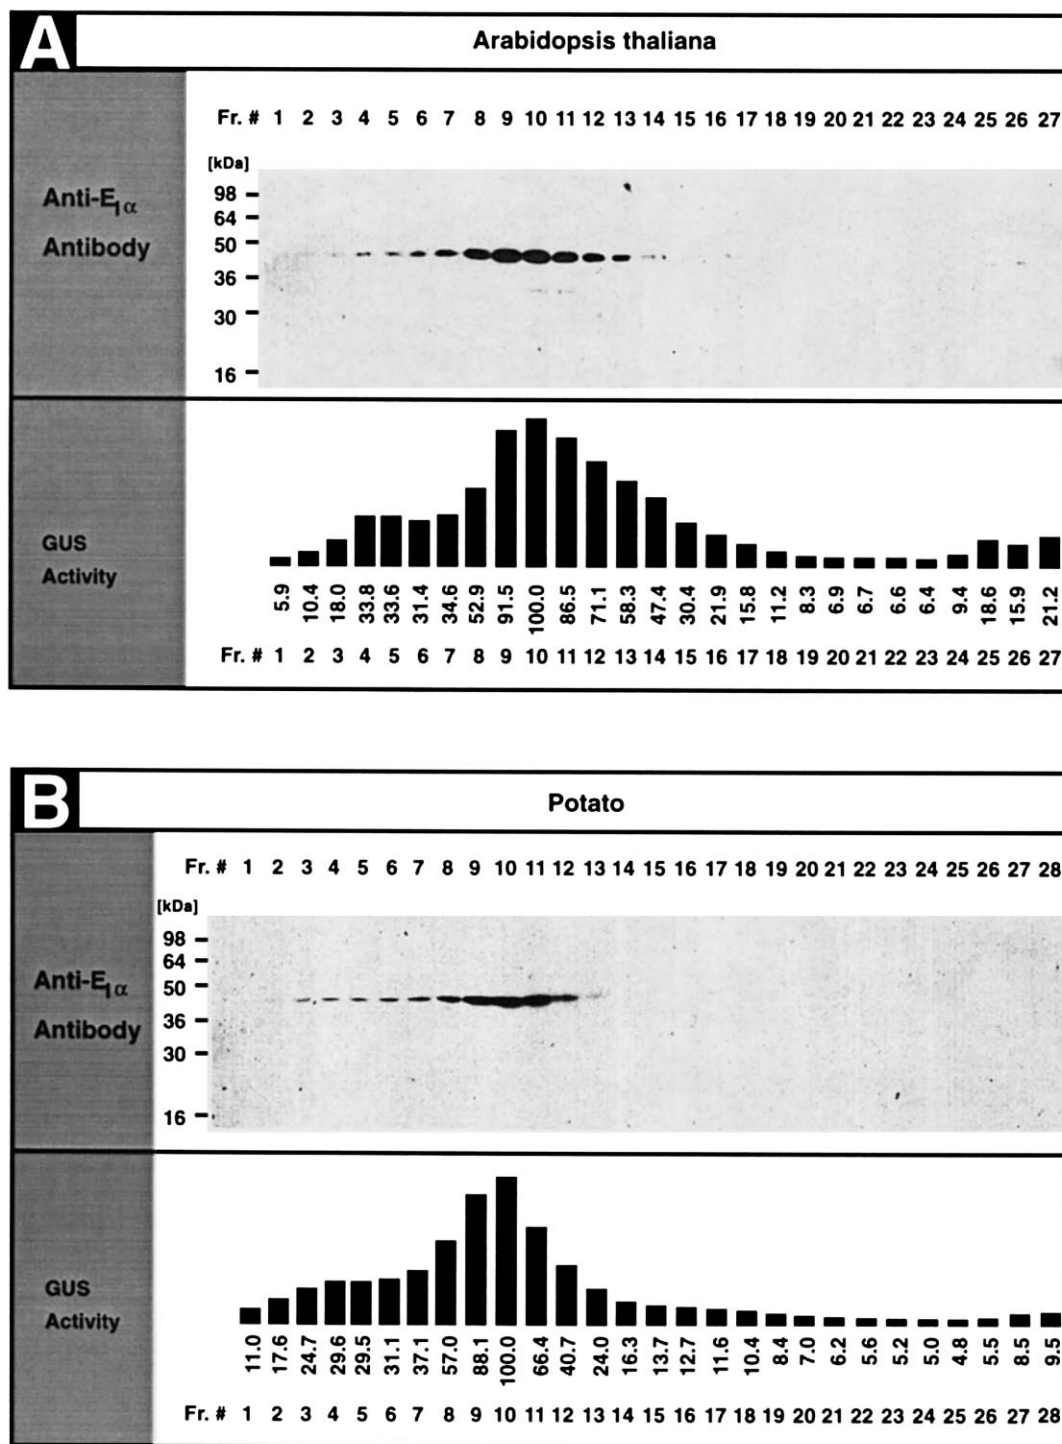 A
Arabidopsis thaliana
Fr. # 1 2 3 4 5 6 7 8 9 10 11 12 13 14 15 16 17 18 19 20 21 22 23 24 25 26 27
[kDa]
Anti-E1α
Antibody
98
64
50
36
30
16
GUS
Activity
5.9 10.4 18.0 33.8 33.6 31.4 34.6 52.9 91.5 100.0 86.5 71.1 58.3 47.4 30.4 21.9 15.8 11.2 8.3 6.9 6.7 6.6 6.4 9.4 18.6 15.9 21.2
Fr. # 1 2 3 4 5 6 7 8 9 10 11 12 13 14 15 16 17 18 19 20 21 22 23 24 25 26 27
B
Potato
Fr. # 1 2 3 4 5 6 7 8 9 10 11 12 13 14 15 16 17 18 19 20 21 22 23 24 25 26 27 28
[kDa]
Anti-E1α
Antibody
98
64
50
36
30
16
GUS
Activity
11.0 17.6 24.7 29.6 29.5 31.1 37.1 57.0 88.1 100.0 66.4 40.7 24.0 16.3 13.7 12.7 11.6 10.4 8.4 7.0 6.2 5.6 5.2 5.0 4.8 5.5 8.5 9.5
Fr. # 1 2 3 4 5 6 7 8 9 10 11 12 13 14 15 16 17 18 19 20 21 22 23 24 25 26 27 28